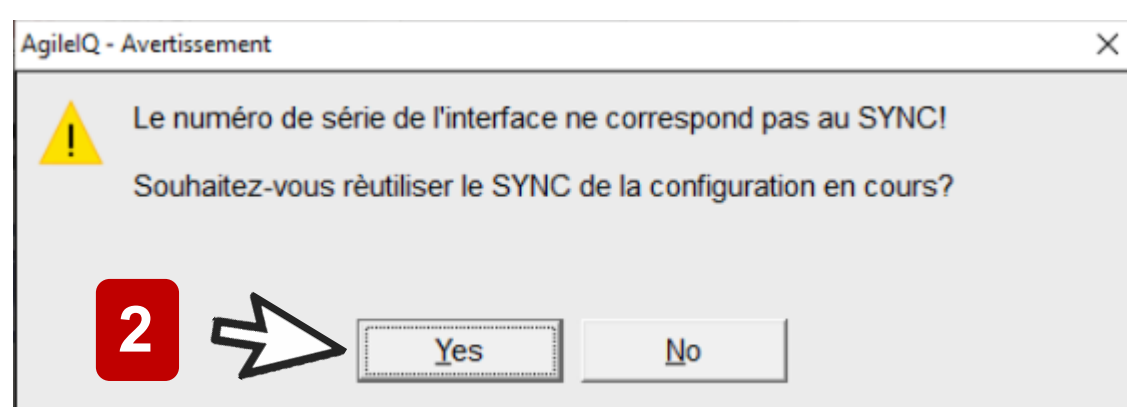 AgileIQ - Avertissement
Le numéro de série de l'interface ne correspond pas au SYNC!
Souhaitez-vous rèutiliser le SYNC de la configuration en cours?
2
Yes No